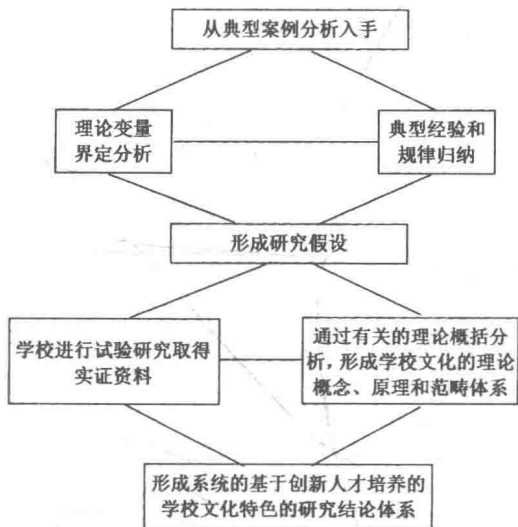 从典型案例分析入手
理论变量
界定分析
典型经验和
规律归纳
形成研究假设
学校进行试验研究取得
实证资料
通过有关的理论概括分
析,形成学校文化的理论
概念、原理和范畴体系
形成系统的基于创新人才培养的
学校文化特色的研究结论体系